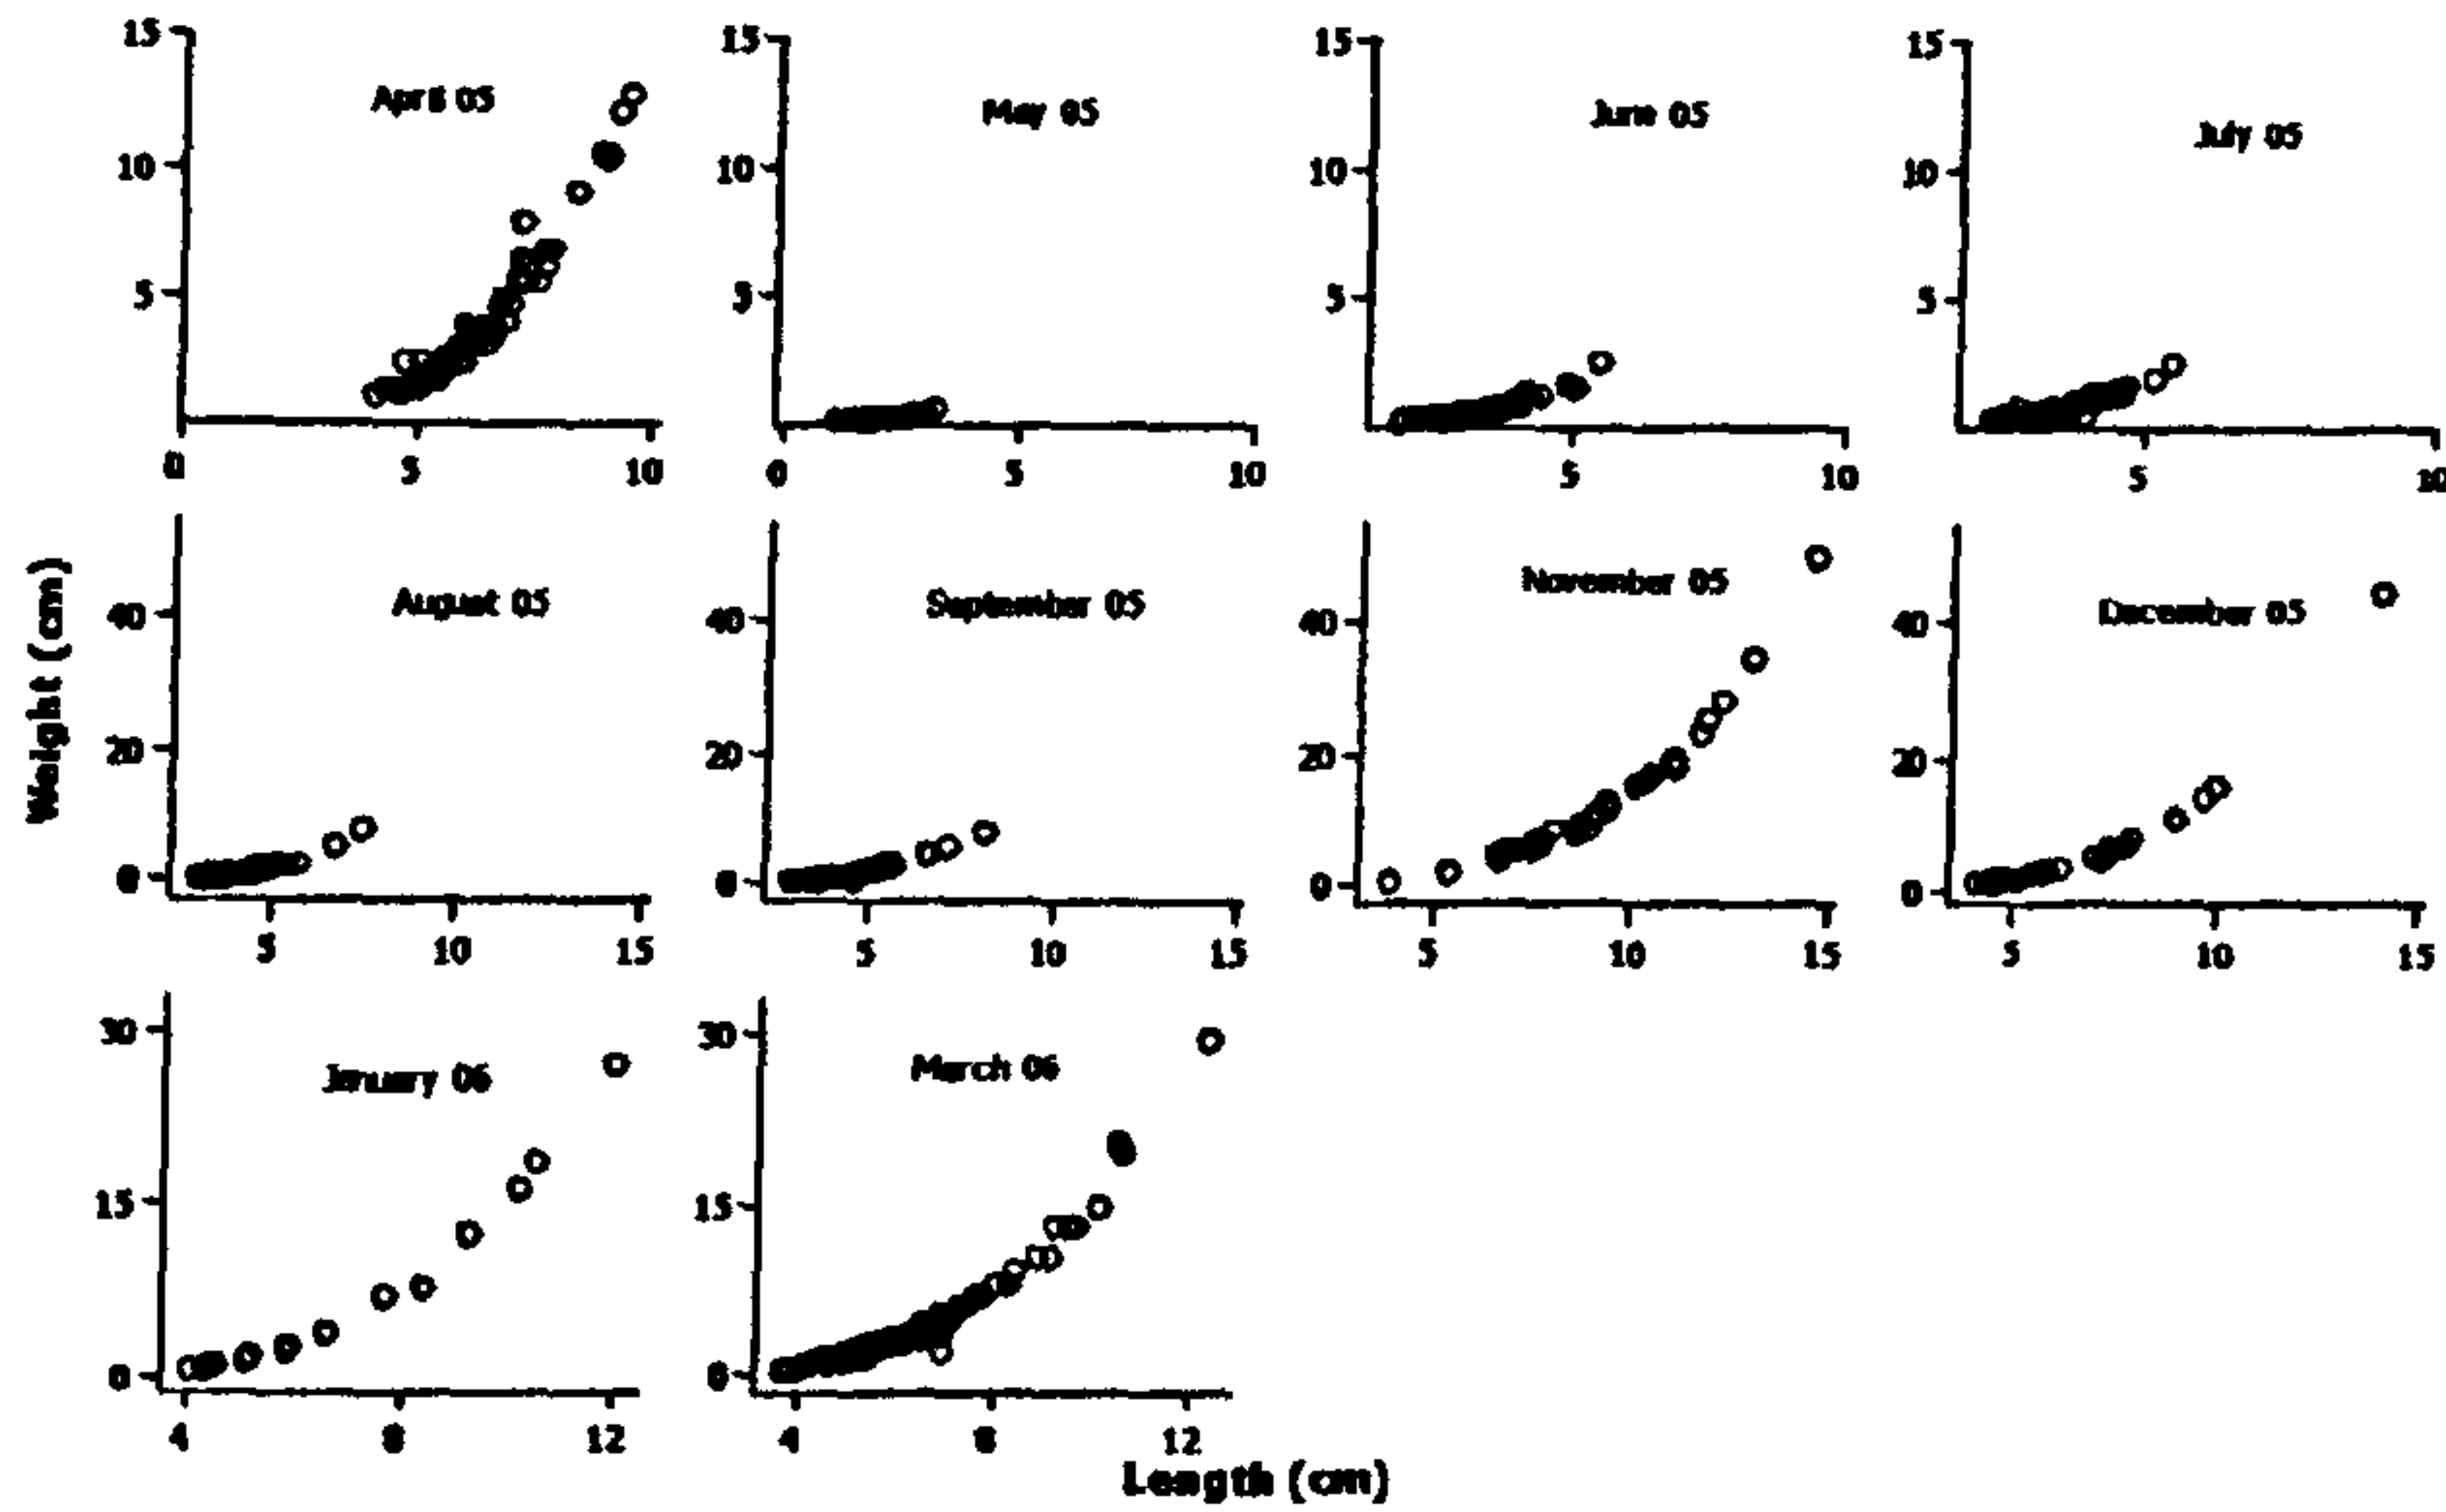 15 15 15 15
April 05 May 05 June 05 July 05
10 10 10 10
5 5 5 5
0 5 10 0 5 10 5 10 5 10
August 05 September 05 November 05 December 05
40 40 40 40
20 20 20 20
0 0 0 0
5 10 15 5 10 15 5 10 15 5 10 15
Weight (cm)
30 30
January 06 March 06
15 15
0 0
4 8 12 4 8 12
Length (cm)